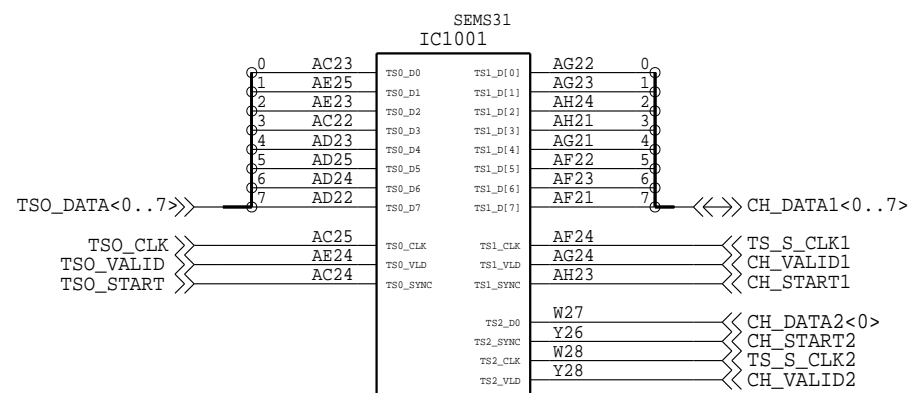 SEMS31
IC1001
0 AC23 TS0_D0 TS1_D[0] AG22 0
1 AE25 TS0_D1 TS1_D[1] AG23 1
2 AE23 TS0_D2 TS1_D[2] AH24 2
3 AC22 TS0_D3 TS1_D[3] AH21 3
4 AD23 TS0_D4 TS1_D[4] AG21 4
5 AD25 TS0_D5 TS1_D[5] AF22 5
6 AD24 TS0_D6 TS1_D[6] AF23 6
7 AD22 TS0_D7 TS1_D[7] AF21 7
TSO_DATA<0..7> CH_DATA1<0..7>
TSO_CLK AC25 TS0_CLK TS1_CLK AF24 TS_S_CLK1
TSO_VALID AE24 TS0_VLD TS1_VLD AG24 CH_VALID1
TSO_START AC24 TS0_SYNC TS1_SYNC AH23 CH_START1
TS2_D0 W27 CH_DATA2<0>
TS2_SYNC Y26 CH_START2
TS2_CLK W28 TS_S_CLK2
TS2_VLD Y28 CH_VALID2